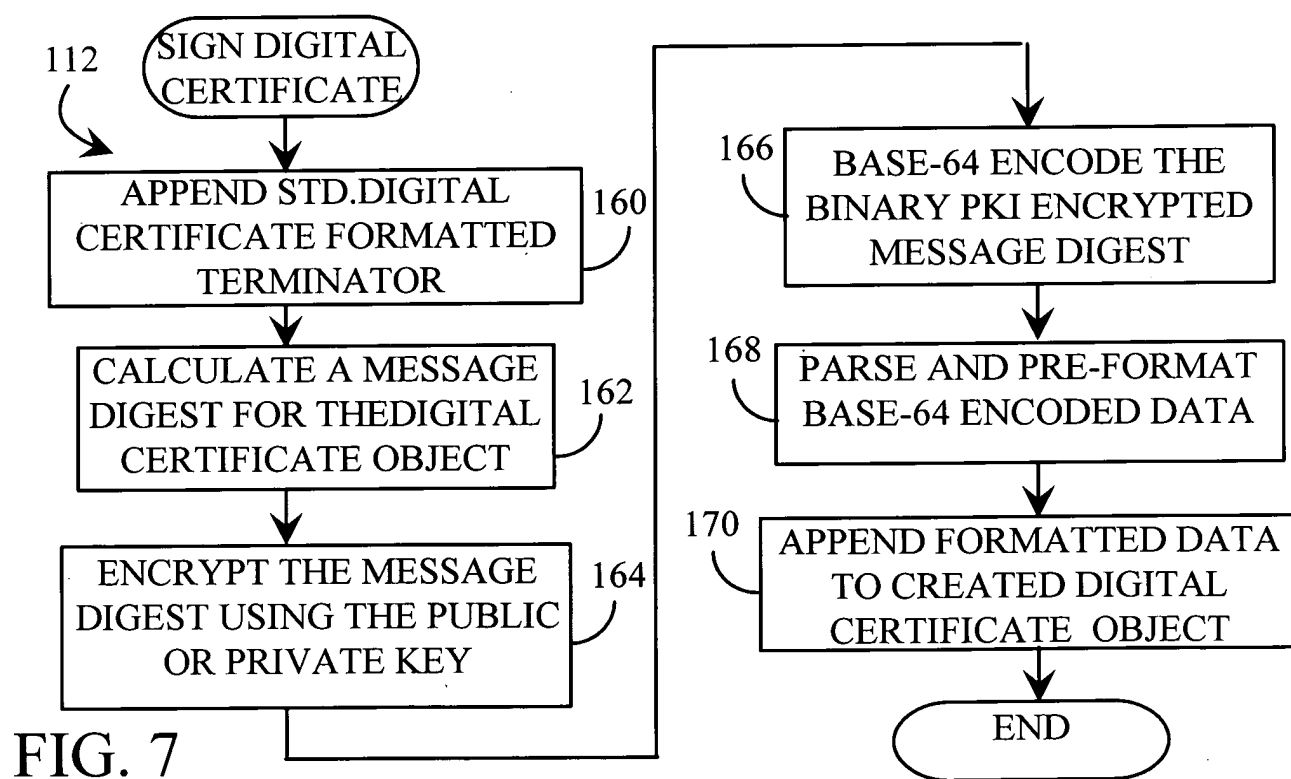 SIGN DIGITAL
CERTIFICATE
112
APPEND STD.DIGITAL
CERTIFICATE FORMATTED
TERMINATOR
160
CALCULATE A MESSAGE
DIGEST FOR THEDIGITAL
CERTIFICATE OBJECT
162
ENCRYPT THE MESSAGE
DIGEST USING THE PUBLIC
OR PRIVATE KEY
164
166
BASE-64 ENCODE THE
BINARY PKI ENCRYPTED
MESSAGE DIGEST
168
PARSE AND PRE-FORMAT
BASE-64 ENCODED DATA
170
APPEND FORMATTED DATA
TO CREATED DIGITAL
CERTIFICATE OBJECT
END
FIG. 7